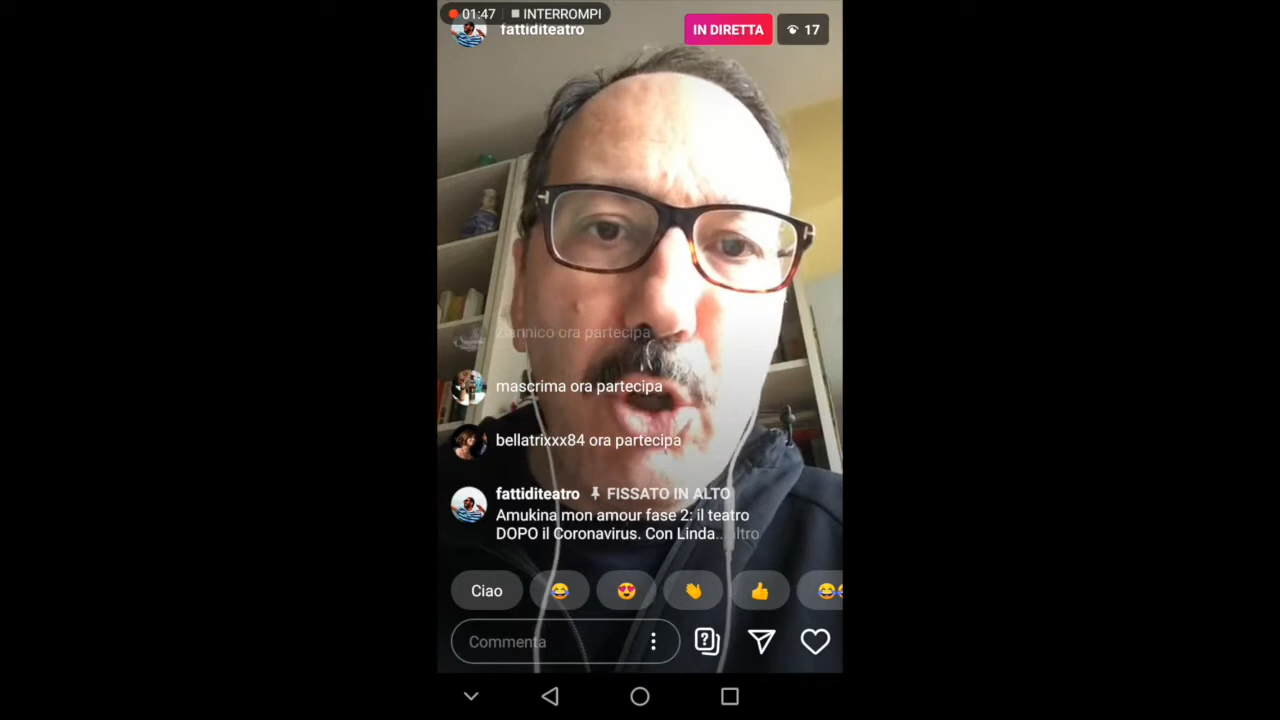 01:47 INTERROMPI
fattiditeatro IN DIRETTA 17
ora partecipa
mascrima ora partecipa
bellatrixxx84 ora partecipa
fattiditeatro FISSATO IN ALTO
Amukina mon amour fase 2: il teatro
DOPO il Coronavirus. Con Linda.. altro
Ciao
Commenta